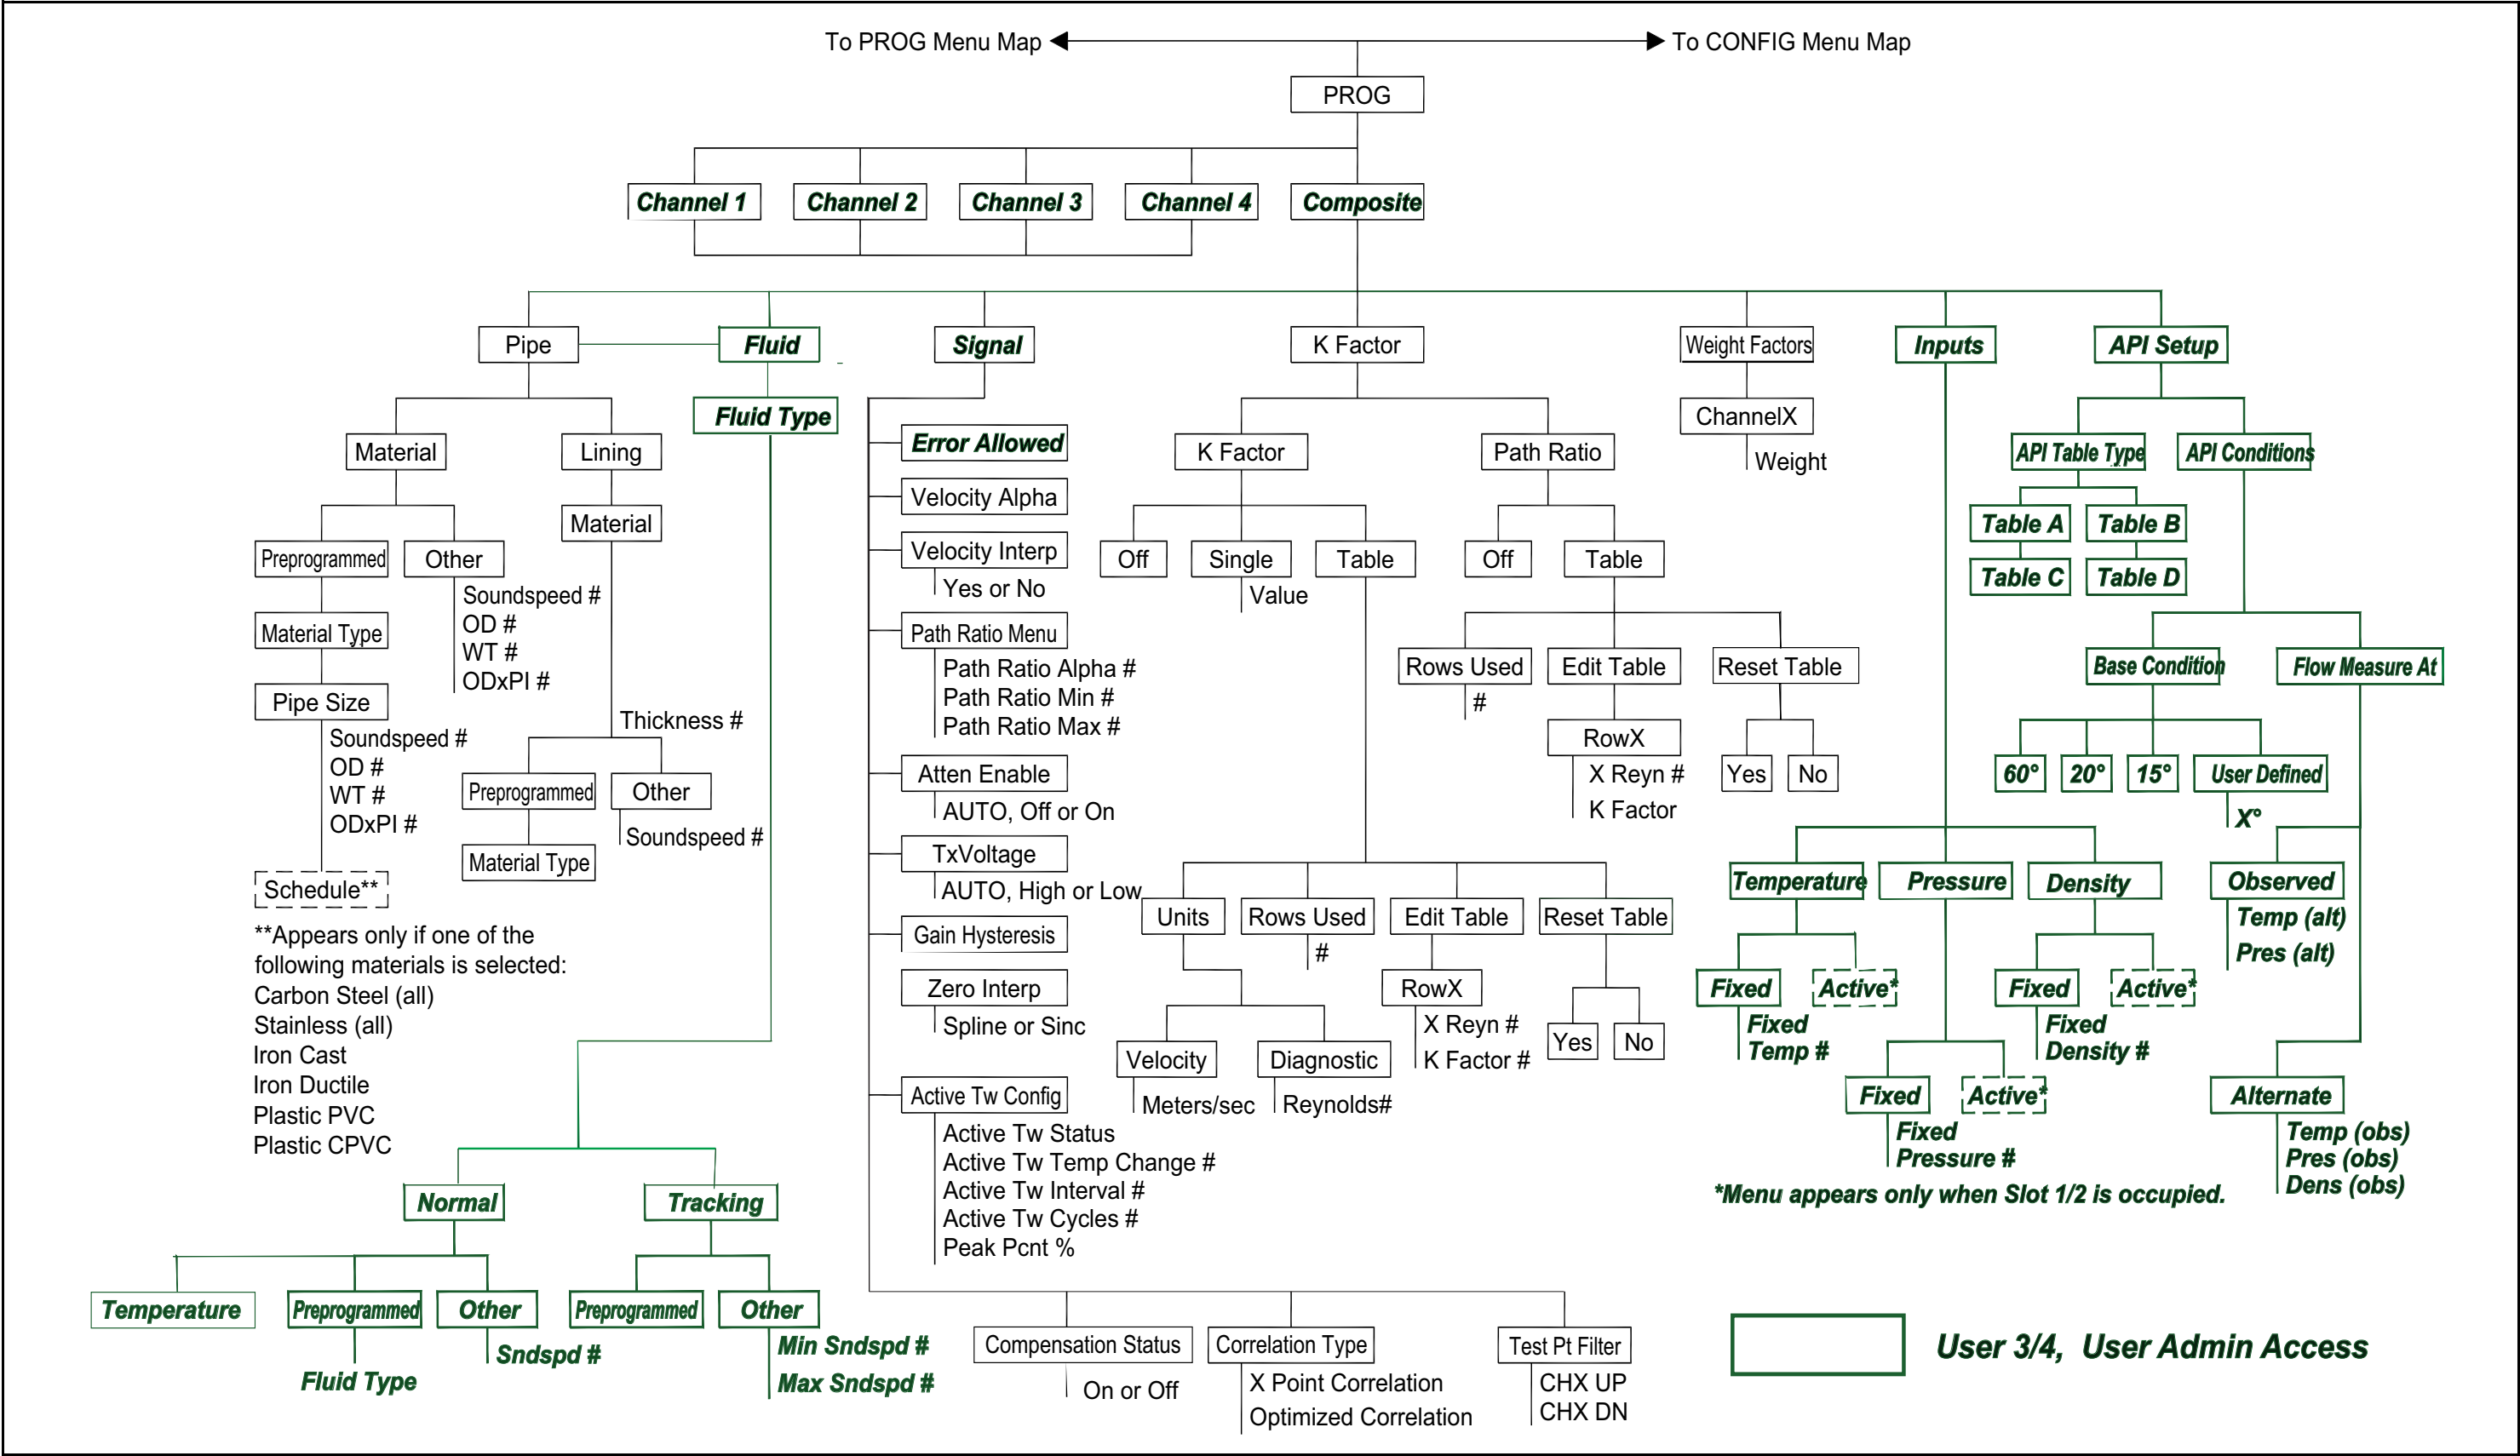 To PROG Menu Map
To CONFIG Menu Map
PROG
Channel 1
Channel 2
Channel 3
Channel 4
Composite
Pipe
Fluid
Signal
K Factor
Weight Factors
Inputs
API Setup
Material
Lining
Preprogrammed
Other
Material Type
Pipe Size
Soundspeed #
OD #
WT #
ODxPI #
Soundspeed #
OD #
WT #
ODxPI #
Schedule**
**Appears only if one of the
following materials is selected:
Carbon Steel (all)
Stainless (all)
Iron Cast
Iron Ductile
Plastic PVC
Plastic CPVC
Material
Thickness #
Preprogrammed
Other
Material Type
Soundspeed #
Fluid Type
Normal
Tracking
Temperature
Preprogrammed
Other
Fluid Type
Sndspd #
Preprogrammed
Other
Min Sndspd #
Max Sndspd #
Error Allowed
Velocity Alpha
Velocity Interp
Yes or No
Path Ratio Menu
Path Ratio Alpha #
Path Ratio Min #
Path Ratio Max #
Atten Enable
AUTO, Off or On
TxVoltage
AUTO, High or Low
Gain Hysteresis
Zero Interp
Spline or Sinc
Active Tw Config
Active Tw Status
Active Tw Temp Change #
Active Tw Interval #
Active Tw Cycles #
Peak Pcnt %
Compensation Status
On or Off
Correlation Type
X Point Correlation
Optimized Correlation
Test Pt Filter
CHX UP
CHX DN
K Factor
Path Ratio
Off
Single
Value
Table
Units
Rows Used
#
Edit Table
Reset Table
Velocity
Meters/sec
Diagnostic
Reynolds#
RowX
X Reyn #
K Factor #
Yes
No
Off
Table
Rows Used
#
Edit Table
Reset Table
RowX
X Reyn #
K Factor
Yes
No
ChannelX
Weight
Temperature
Pressure
Density
Fixed
Active*
Fixed
Temp #
Fixed
Active*
Fixed
Pressure #
Fixed
Active*
Fixed
Density #
*Menu appears only when Slot 1/2 is occupied.
API Table Type
API Conditions
Table A
Table B
Table C
Table D
Base Condition
Flow Measure At
60°
20°
15°
User Defined
X°
Observed
Temp (alt)
Pres (alt)
Alternate
Temp (obs)
Pres (obs)
Dens (obs)
User 3/4, User Admin Access